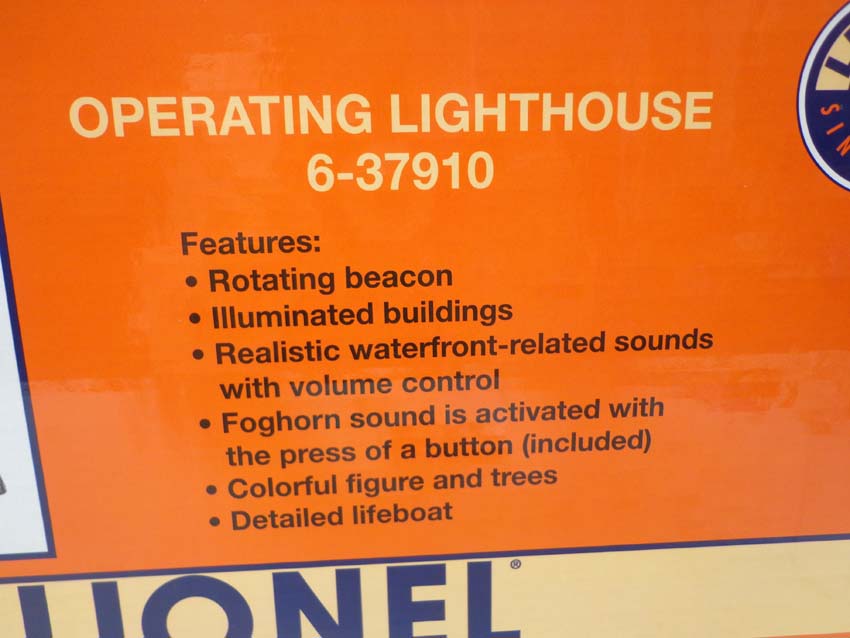 OPERATING LIGHTHOUSE
6-37910
Features:
• Rotating beacon
• Illuminated buildings
• Realistic waterfront-related sounds
with volume control
• Foghorn sound is activated with
the press of a button (included)
• Colorful figure and trees
• Detailed lifeboat
LIONEL®